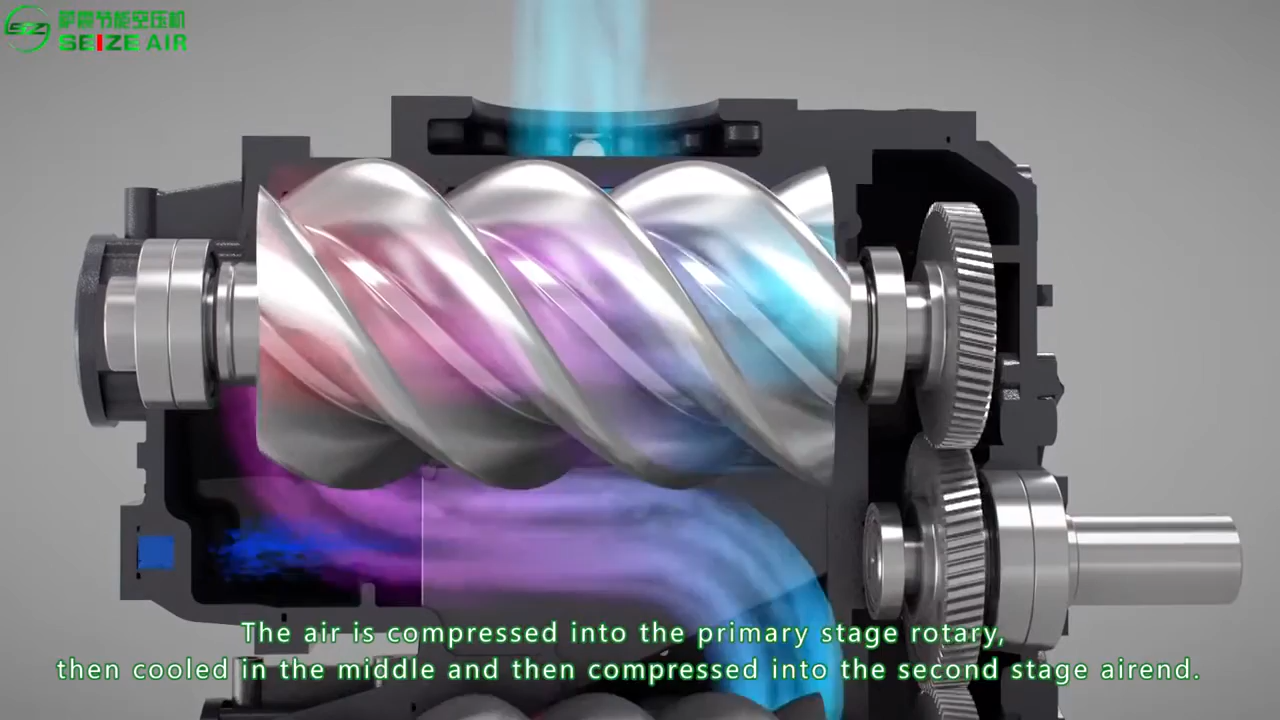 萨震节能空压机
SEIZE AIR
The air is compressed into the primary stage rotary,
then cooled in the middle and then compressed into the second stage airend.